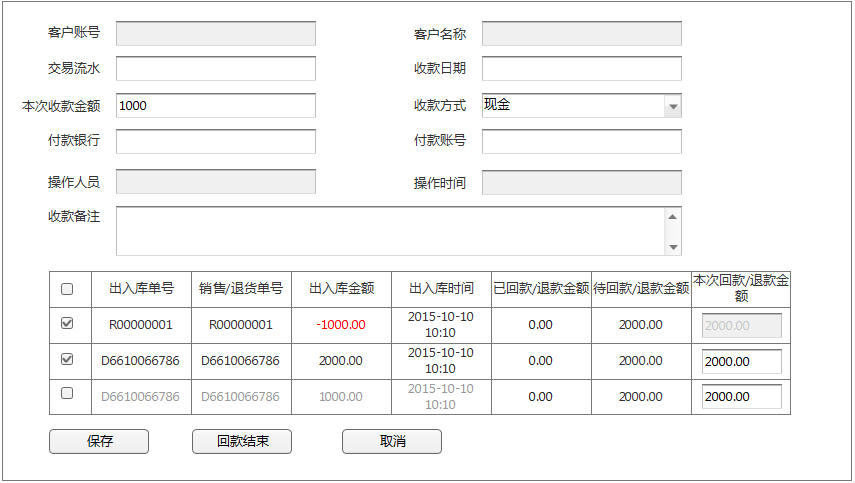 客户账号 客户名称
交易流水 收款日期
本次收款金额 1000 收款方式 现金
付款银行 付款账号
操作人员 操作时间
收款备注
出入库单号 销售/退货单号 出入库金额 出入库时间 已回款/退款金额 待回款/退款金额 本次回款/退款金
额
R00000001 R00000001 -1000.00 2015-10-10 0.00 2000.00 2000.00
10:10
D6610066786 D6610066786 2000.00 2015-10-10 0.00 2000.00 2000.00
10:10
D6610066786 D6610066786 1000.00 2015-10-10 0.00 2000.00 2000.00
10:10
保存 回款结束 取消